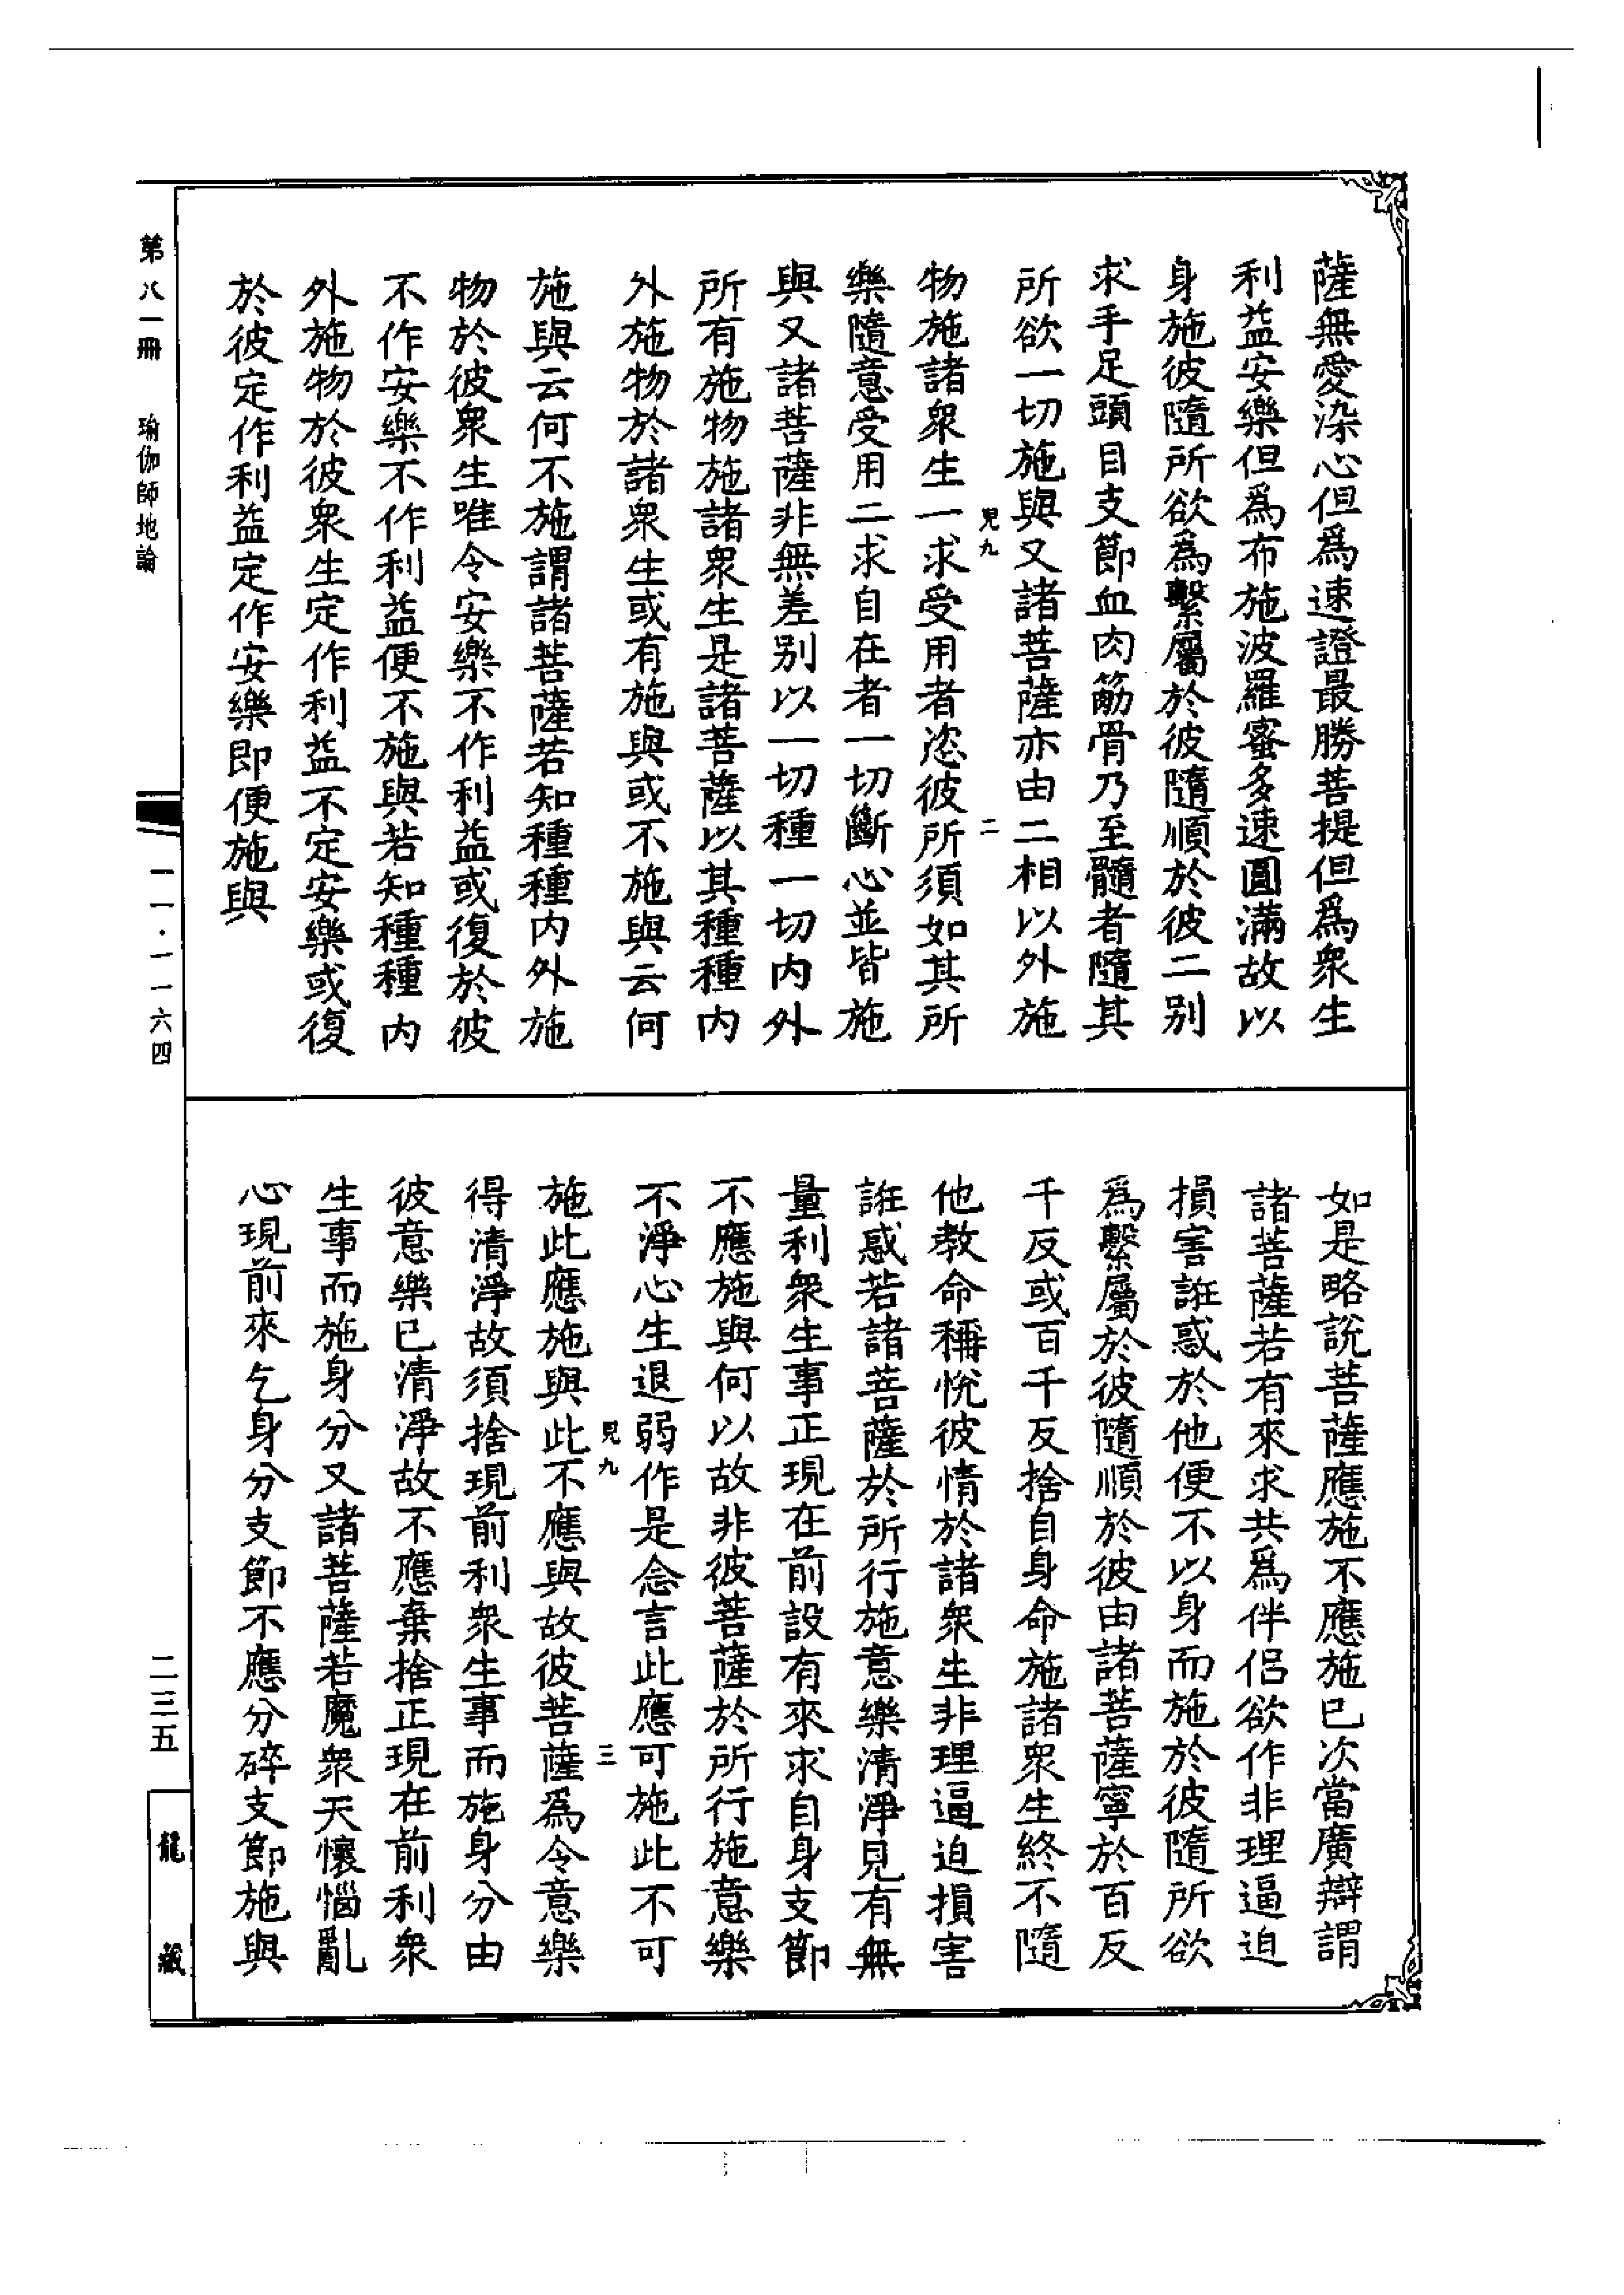 薩無愛染心但爲速證最勝菩提但爲衆生
利益安樂但爲布施波羅蜜多速圓滿故以
身施彼隨所欲爲繫屬於彼隨順於彼二别
求手足頭目支節血肉筋骨乃至髓者隨其
所欲一切施與又諸菩薩亦由二相以外施
兒九 二
物施諸衆生一求受用者恣彼所須如其所
樂隨意受用二求自在者一切斷心並皆施
與又諸菩薩非無差别以一切種一切内外
所有施物施諸衆生是諸菩薩以其種種内
外施物於諸衆生或有施與或不施與云何
施與云何不施謂諸菩薩若知種種内外施
物於彼衆生唯令安樂不作利益或復於彼
不作安樂不作利益便不施與若知種種内
外施物於彼衆生定作利益不定安樂或復
於彼定作利益定作安樂即便施與
如是略説菩薩應施不應施已次當廣辯謂
諸菩薩若有來求共爲伴侣欲作非理逼迫
損害誑惑於他便不以身而施於彼隨所欲
爲繫屬於彼隨順於彼由諸菩薩寧於百反
千反或百千反捨自身命施諸衆生終不隨
他教命稱悦彼情於諸衆生非理逼迫損害
誑惑若諸菩薩於所行施意樂清淨見有無
量利衆生事正現在前設有來求自身支節
不應施與何以故非彼菩薩於所行施意樂
不淨心生退弱作是念言此應可施此不可
兒九 三
施此應施與此不應與故彼菩薩爲令意樂
得清淨故須捨現前利衆生事而施身分由
彼意樂已清淨故不應棄捨正現在前利衆
生事而施身分又諸菩薩若魔衆天懷惱亂
心現前來乞身分支節不應分碎支節施與
第八一冊 瑜伽師地論
一一·一一六四
二三五
龍藏